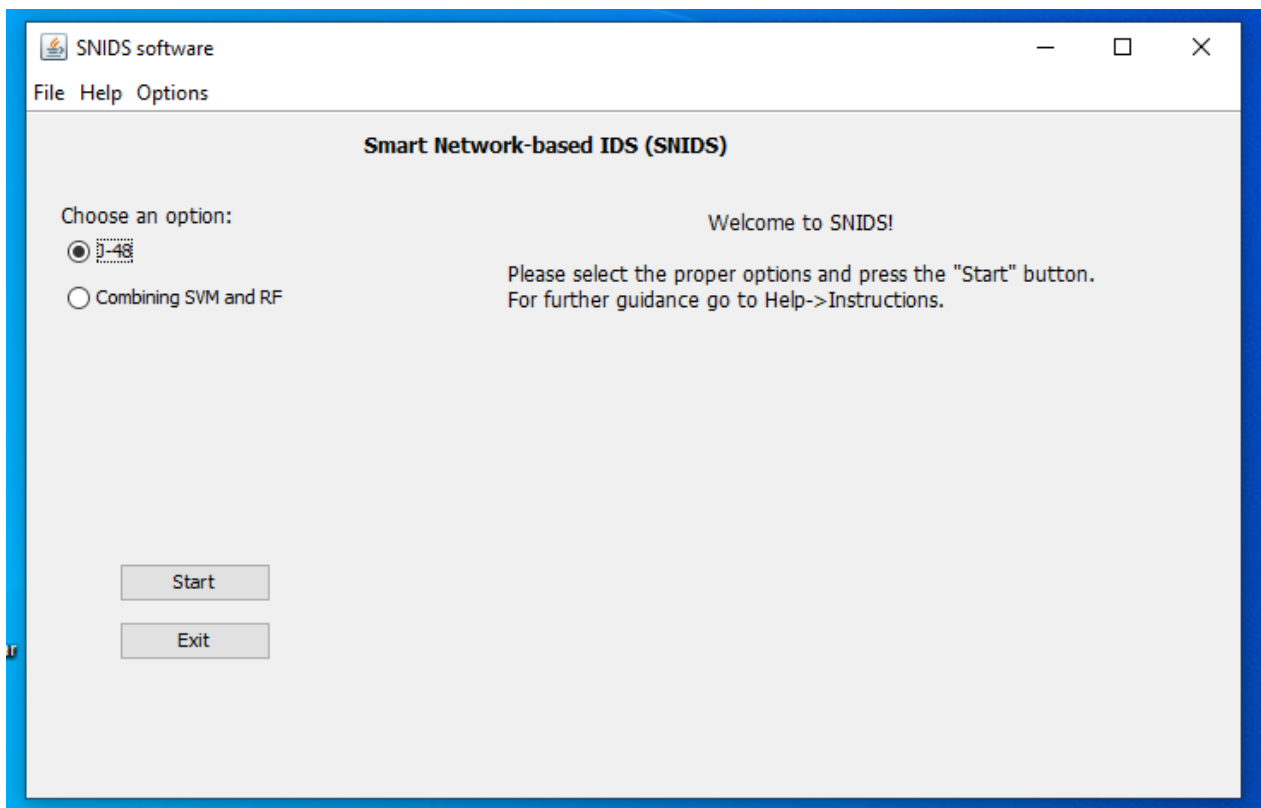 SNIDS software
File Help Options
Smart Network-based IDS (SNIDS)
Choose an option:
J-48
Combining SVM and RF
Welcome to SNIDS!
Please select the proper options and press the "Start" button.
For further guidance go to Help->Instructions.
Start
Exit